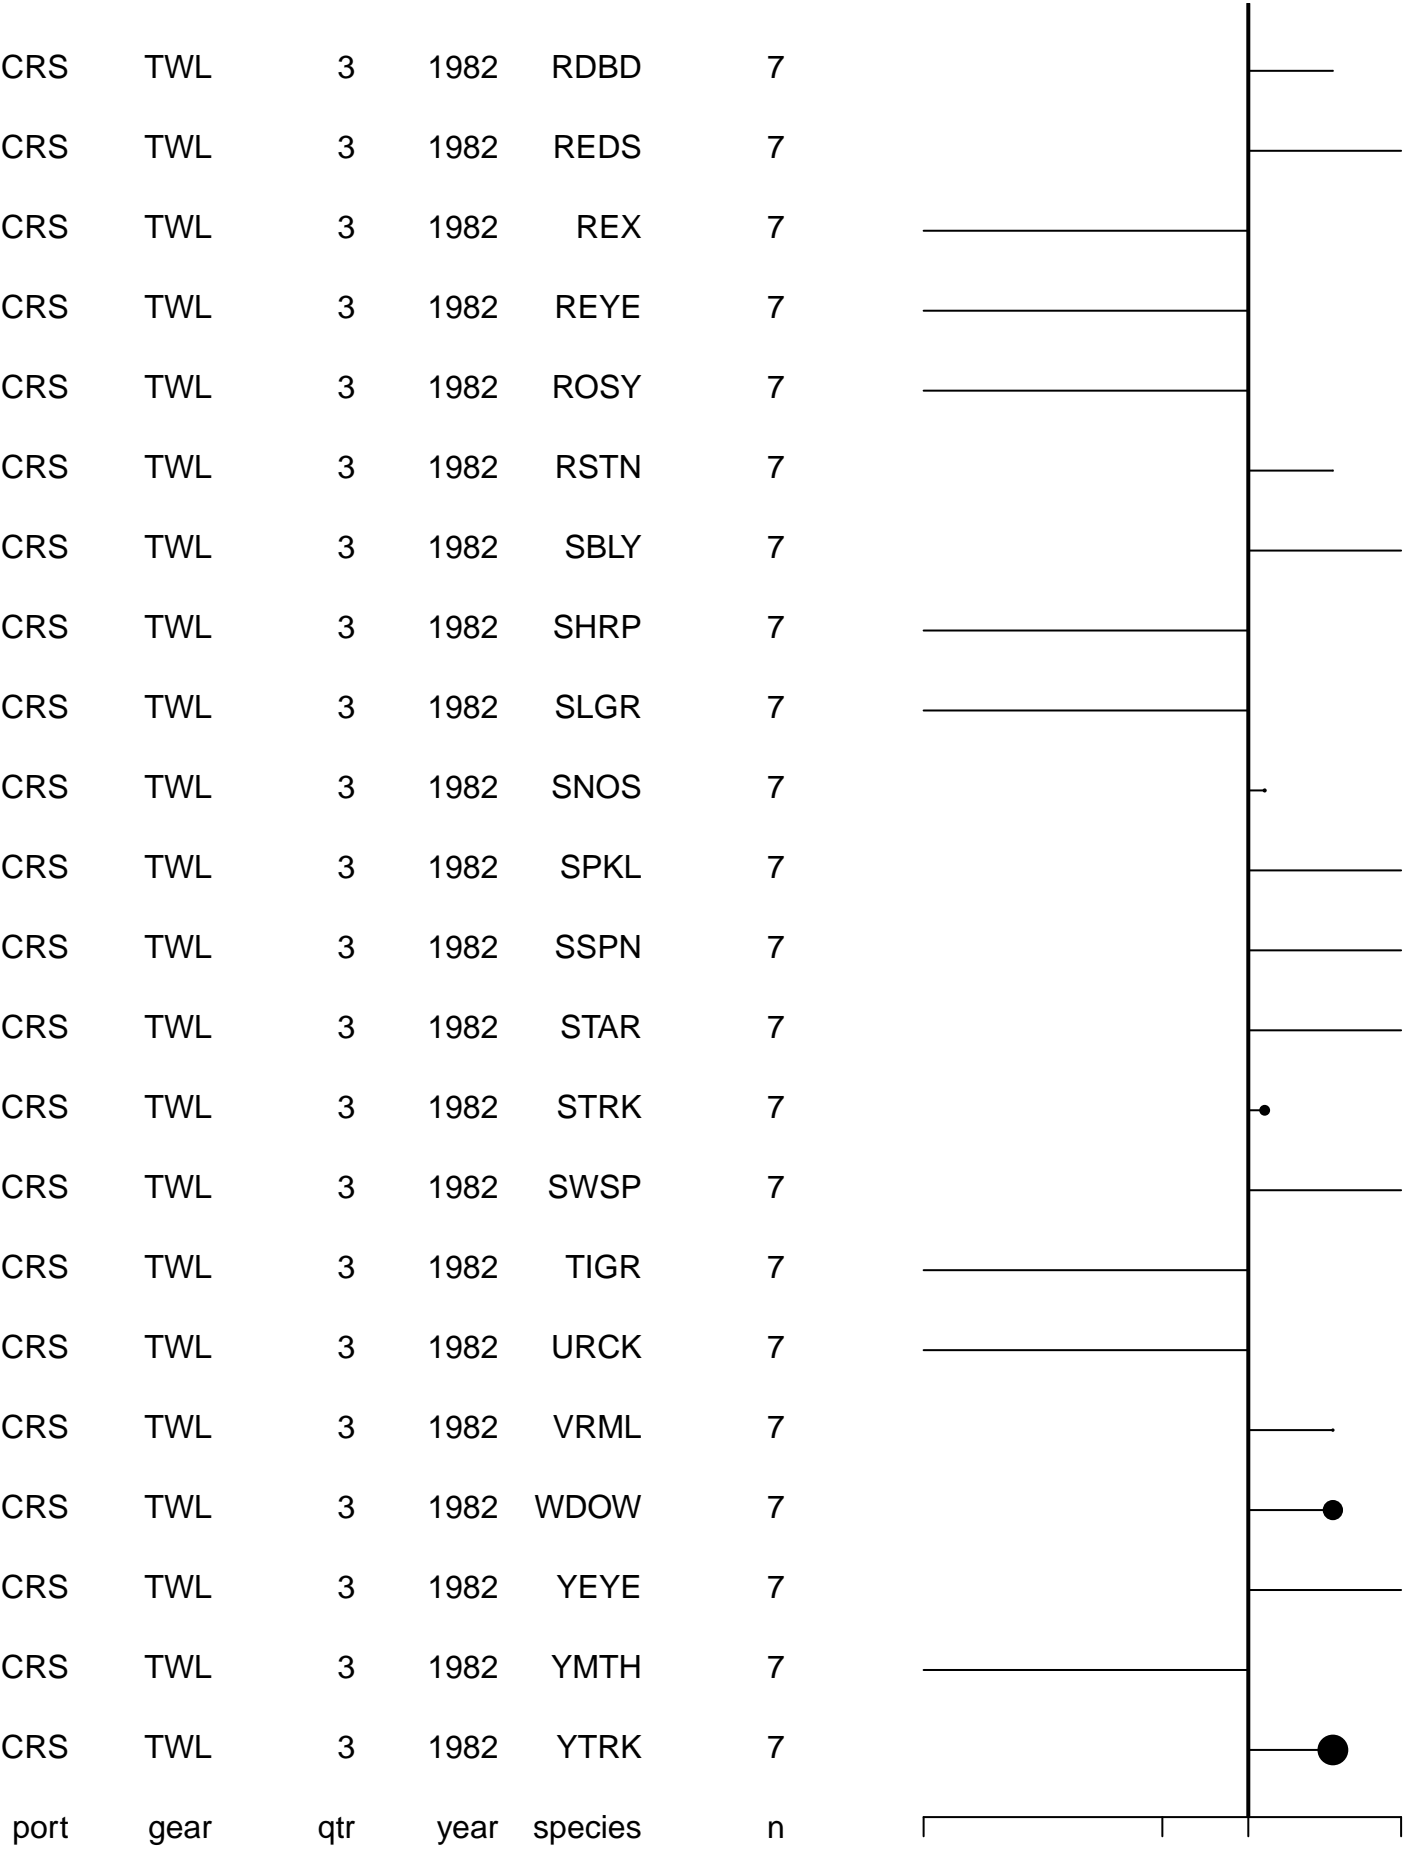 CRS TWL 3 1982 RDBD 7
CRS TWL 3 1982 REDS 7
CRS TWL 3 1982 REX 7
CRS TWL 3 1982 REYE 7
CRS TWL 3 1982 ROSY 7
CRS TWL 3 1982 RSTN 7
CRS TWL 3 1982 SBLY 7
CRS TWL 3 1982 SHRP 7
CRS TWL 3 1982 SLGR 7
CRS TWL 3 1982 SNOS 7
CRS TWL 3 1982 SPKL 7
CRS TWL 3 1982 SSPN 7
CRS TWL 3 1982 STAR 7
CRS TWL 3 1982 STRK 7
CRS TWL 3 1982 SWSP 7
CRS TWL 3 1982 TIGR 7
CRS TWL 3 1982 URCK 7
CRS TWL 3 1982 VRML 7
CRS TWL 3 1982 WDOW 7
CRS TWL 3 1982 YEYE 7
CRS TWL 3 1982 YMTH 7
CRS TWL 3 1982 YTRK 7
port gear qtr year species n